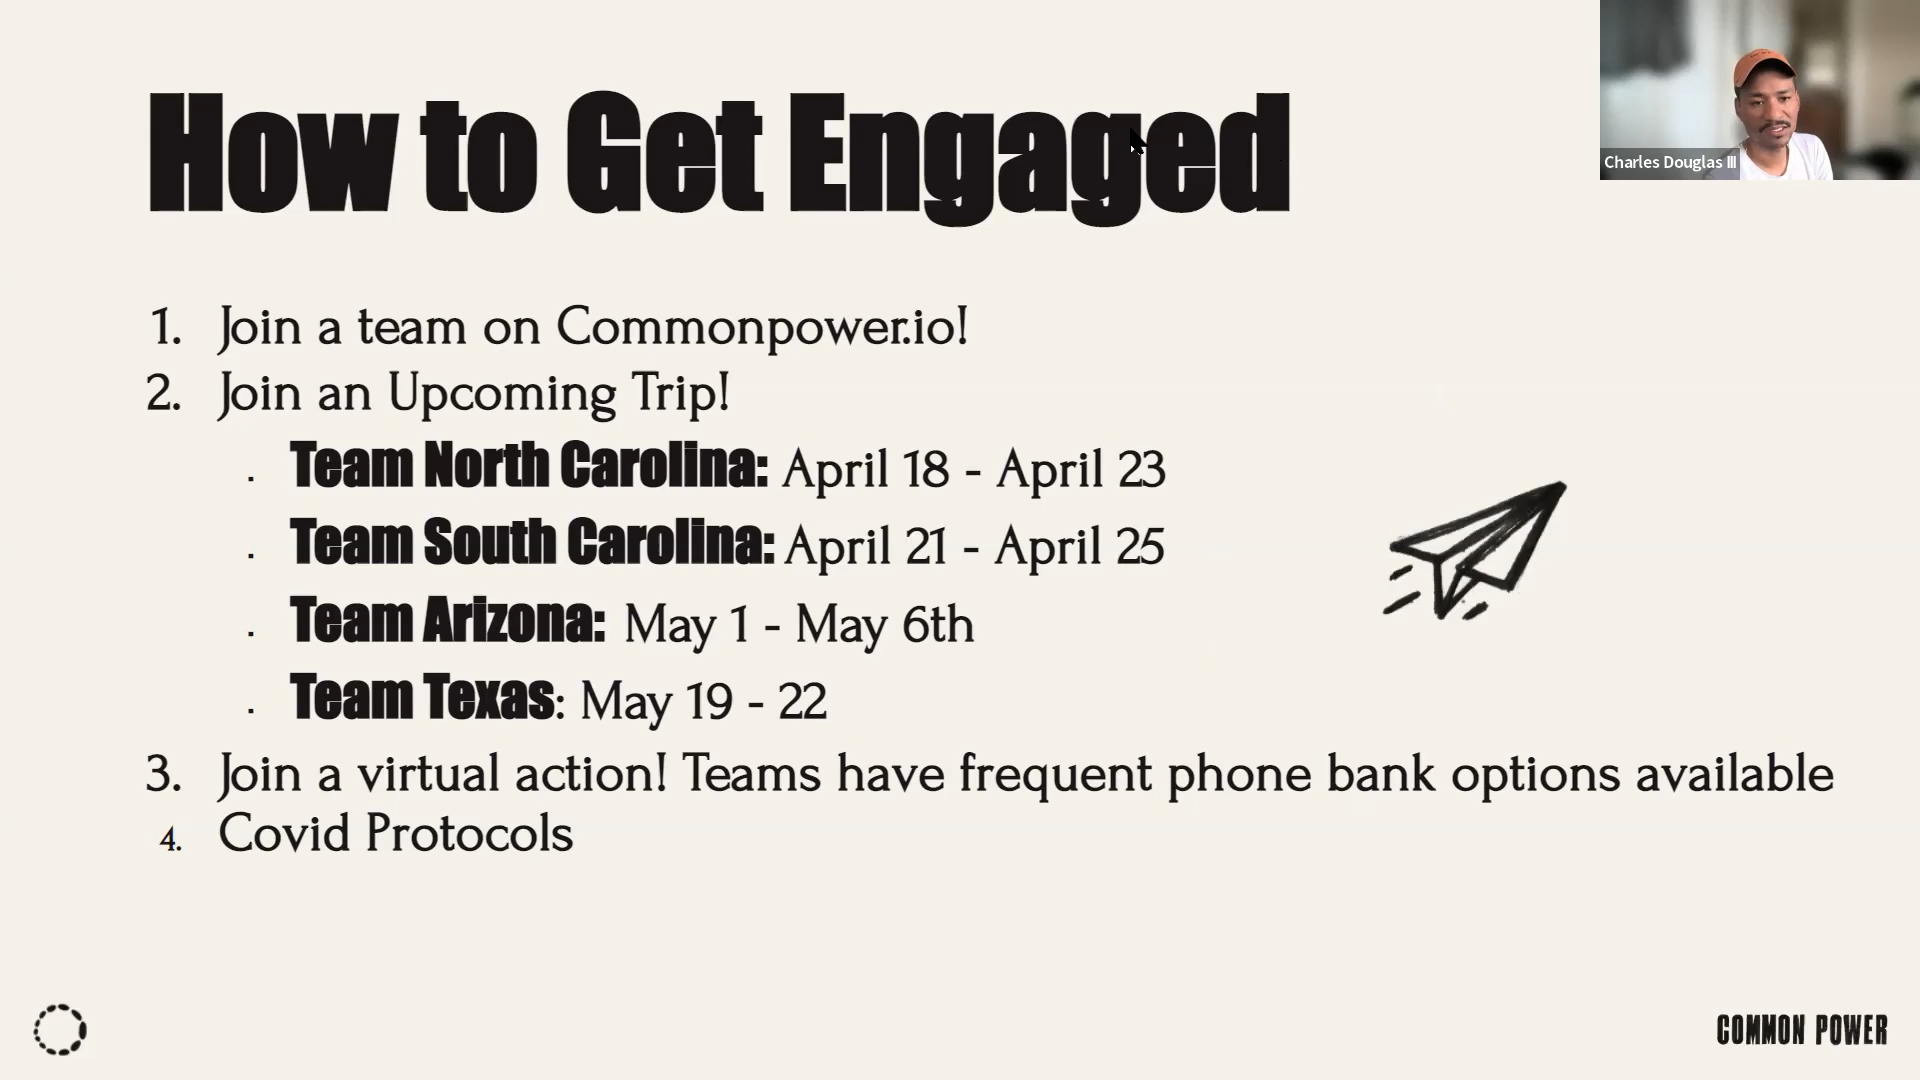 How to Get Engaged
Charles Douglas III
1. Join a team on Commonpower.io!
2. Join an Upcoming Trip!
. Team North Carolina: April 18 - April 23
. Team South Carolina: April 21 - April 25
. Team Arizona: May 1 - May 6th
. Team Texas: May 19 - 22
3. Join a virtual action! Teams have frequent phone bank options available
4. Covid Protocols
COMMON POWER